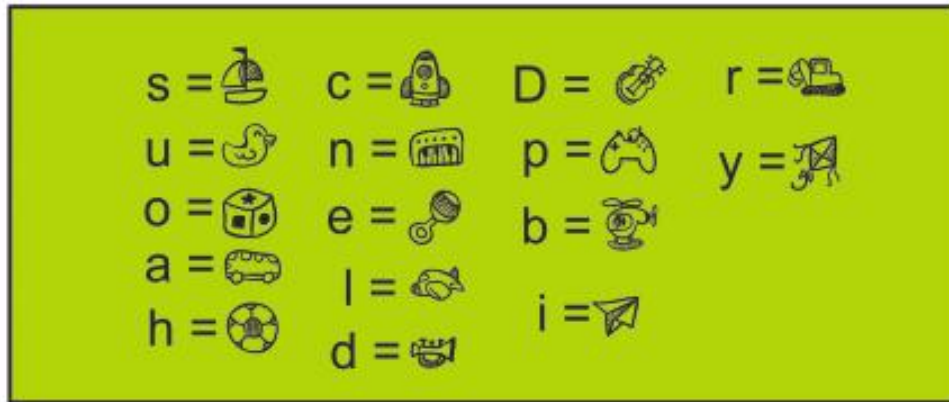 s = c = D = r =
u = n = p = y =
o = e = b =
a = l = i =
h = d =